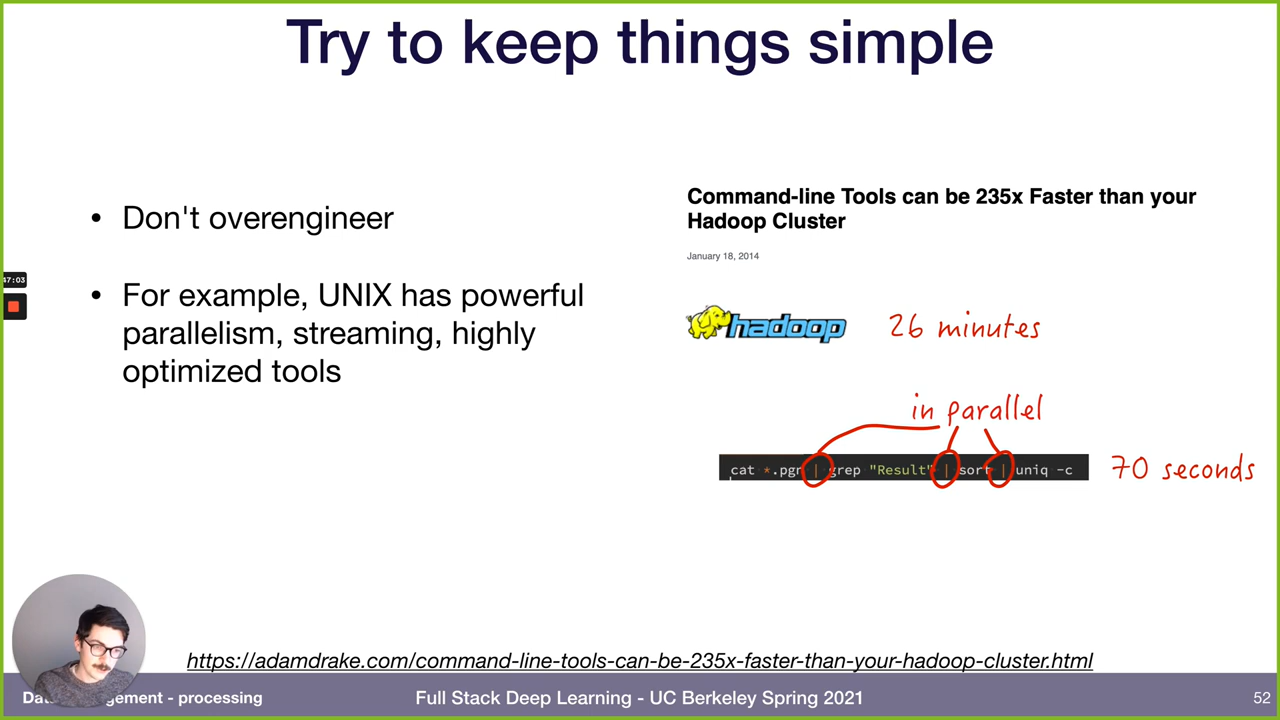 Try to keep things simple
• Don't overengineer
• For example, UNIX has powerful
parallelism, streaming, highly
optimized tools
Command-line Tools can be 235x Faster than your
Hadoop Cluster
January 18, 2014
hadoop 26 minutes
in parallel
cat *.pgn | grep "Result" | sort | uniq -c 70 seconds
47:03
https://adamdrake.com/command-line-tools-can-be-235x-faster-than-your-hadoop-cluster.html
- processing
Full Stack Deep Learning - UC Berkeley Spring 2021
52